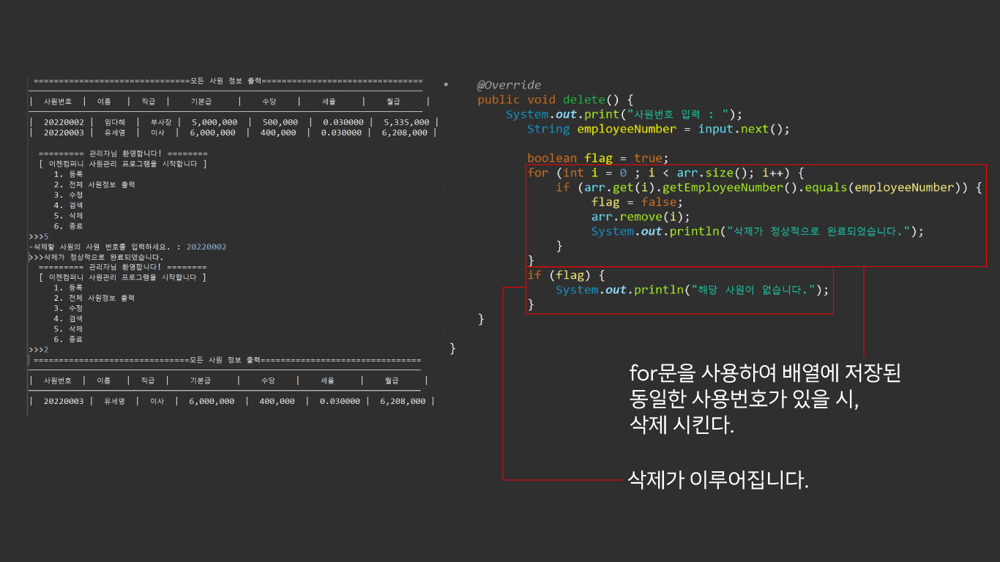 ==============================모든 사원 정보 출력==============================
| 사원번호 | 이름 | 직급 | 기본급 | 수당 | 세율 | 월급 |
| 20220002 | 임다혜 | 부사장 | 5,000,000 | 500,000 | 0.030000 | 5,335,000 |
| 20220003 | 유세영 | 이사 | 6,000,000 | 400,000 | 0.030000 | 6,208,000 |
========= 관리자님 환영합니다! ========
[ 이젠컴퍼니 사원관리 프로그램을 시작합니다 ]
1. 등록
2. 전체 사원정보 출력
3. 수정
4. 검색
5. 삭제
6. 종료
>>>5
-삭제할 사원의 사원 번호를 입력하세요. : 20220002
>>>삭제가 정상적으로 완료되었습니다.
========= 관리자님 환영합니다! ========
[ 이젠컴퍼니 사원관리 프로그램을 시작합니다 ]
1. 등록
2. 전체 사원정보 출력
3. 수정
4. 검색
5. 삭제
6. 종료
>>>2
==============================모든 사원 정보 출력==============================
| 사원번호 | 이름 | 직급 | 기본급 | 수당 | 세율 | 월급 |
| 20220003 | 유세영 | 이사 | 6,000,000 | 400,000 | 0.030000 | 6,208,000 |
@Override
public void delete() {
System.out.print("사원번호 입력 : ");
String employeeNumber = input.next();
boolean flag = true;
for (int i = 0 ; i < arr.size(); i++) {
if (arr.get(i).getEmployeeNumber().equals(employeeNumber)) {
flag = false;
arr.remove(i);
System.out.println("삭제가 정상적으로 완료되었습니다.");
}
}
if (flag) {
System.out.println("해당 사원이 없습니다.");
}
}
}
for문을 사용하여 배열에 저장된
동일한 사용번호가 있을 시,
삭제 시킨다.
삭제가 이루어집니다.